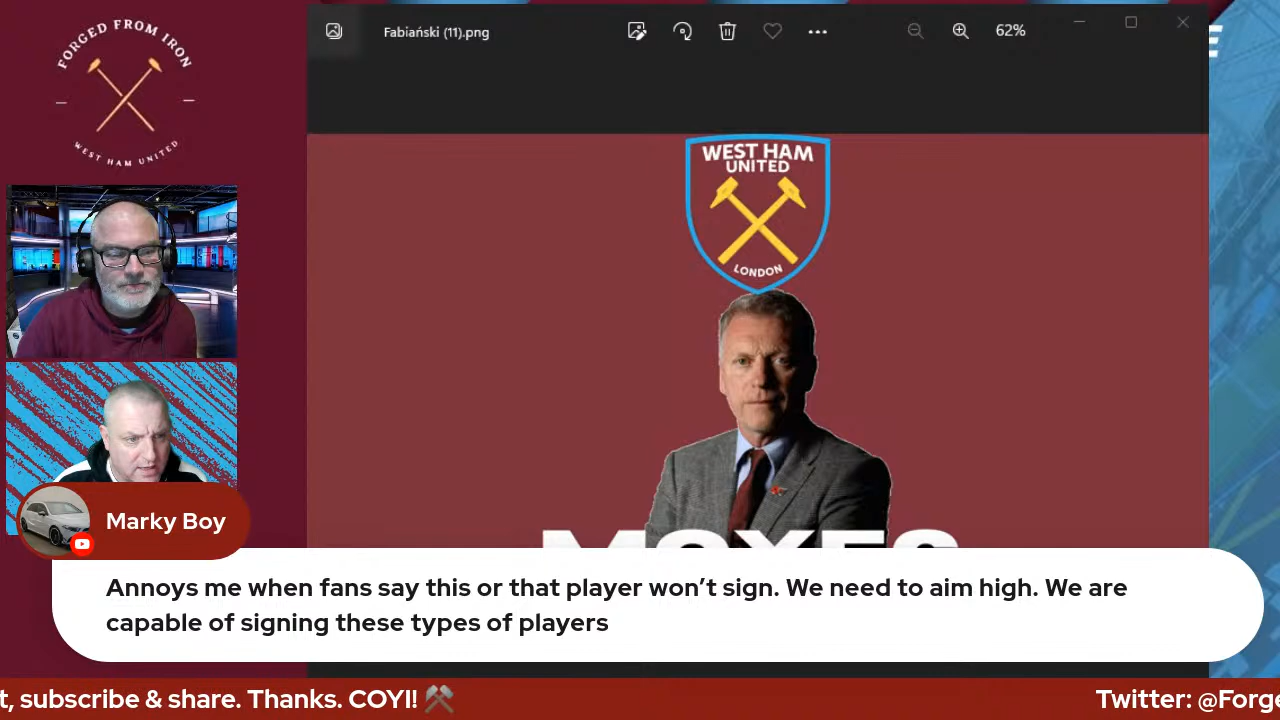 FORGED FROM IRON
WEST HAM UNITED
Fabiański (11).png
62%
WEST HAM
UNITED
LONDON
MOYES
Marky Boy
Annoys me when fans say this or that player won’t sign. We need to aim high. We are
capable of signing these types of players
t, subscribe & share. Thanks. COYI! ⚒️
Twitter: @Forge